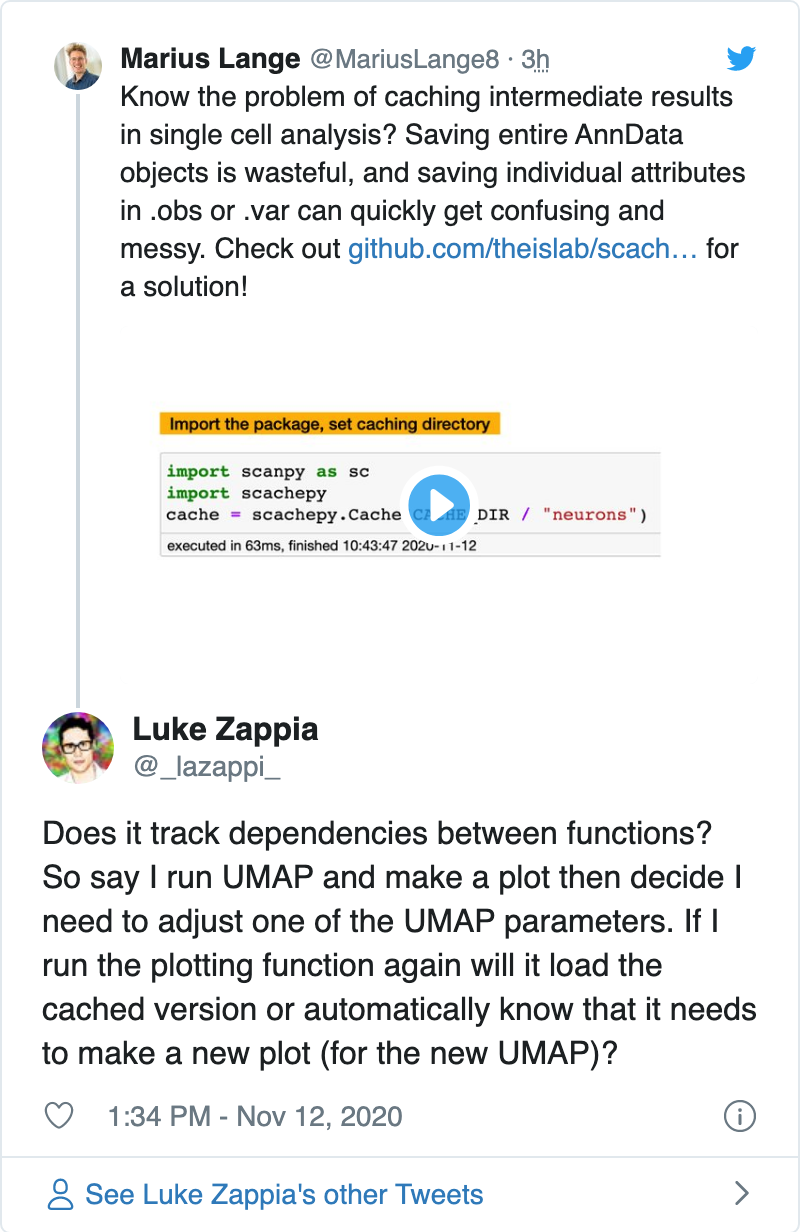 Marius Lange @MariusLange8 · 3h
Know the problem of caching intermediate results
in single cell analysis? Saving entire AnnData
objects is wasteful, and saving individual attributes
in .obs or .var can quickly get confusing and
messy. Check out github.com/theislab/scach… for
a solution!
Import the package, set caching directory
import scanpy as sc
import scachepy
cache = scachepy.Cache CACHE_DIR / "neurons")
executed in 63ms, finished 10:43:47 2020-11-12
Luke Zappia
@_lazappi_
Does it track dependencies between functions?
So say I run UMAP and make a plot then decide I
need to adjust one of the UMAP parameters. If I
run the plotting function again will it load the
cached version or automatically know that it needs
to make a new plot (for the new UMAP)?
1:34 PM - Nov 12, 2020
See Luke Zappia's other Tweets